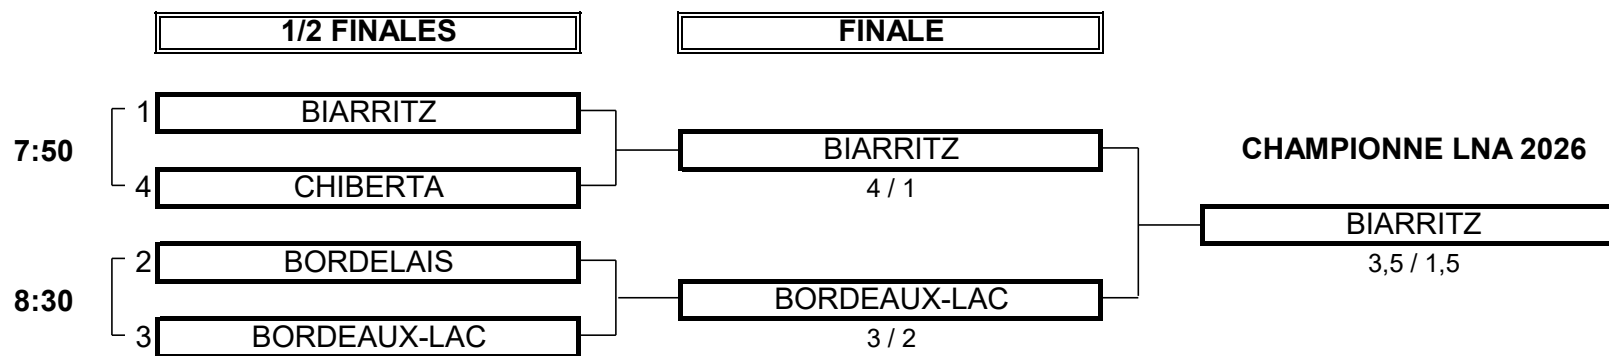 1/2 FINALES
FINALE
7:50
1 BIARRITZ
4 CHIBERTA
BIARRITZ
4 / 1
CHAMPIONNE LNA 2026
BIARRITZ
3,5 / 1,5
8:30
2 BORDELAIS
3 BORDEAUX-LAC
BORDEAUX-LAC
3 / 2